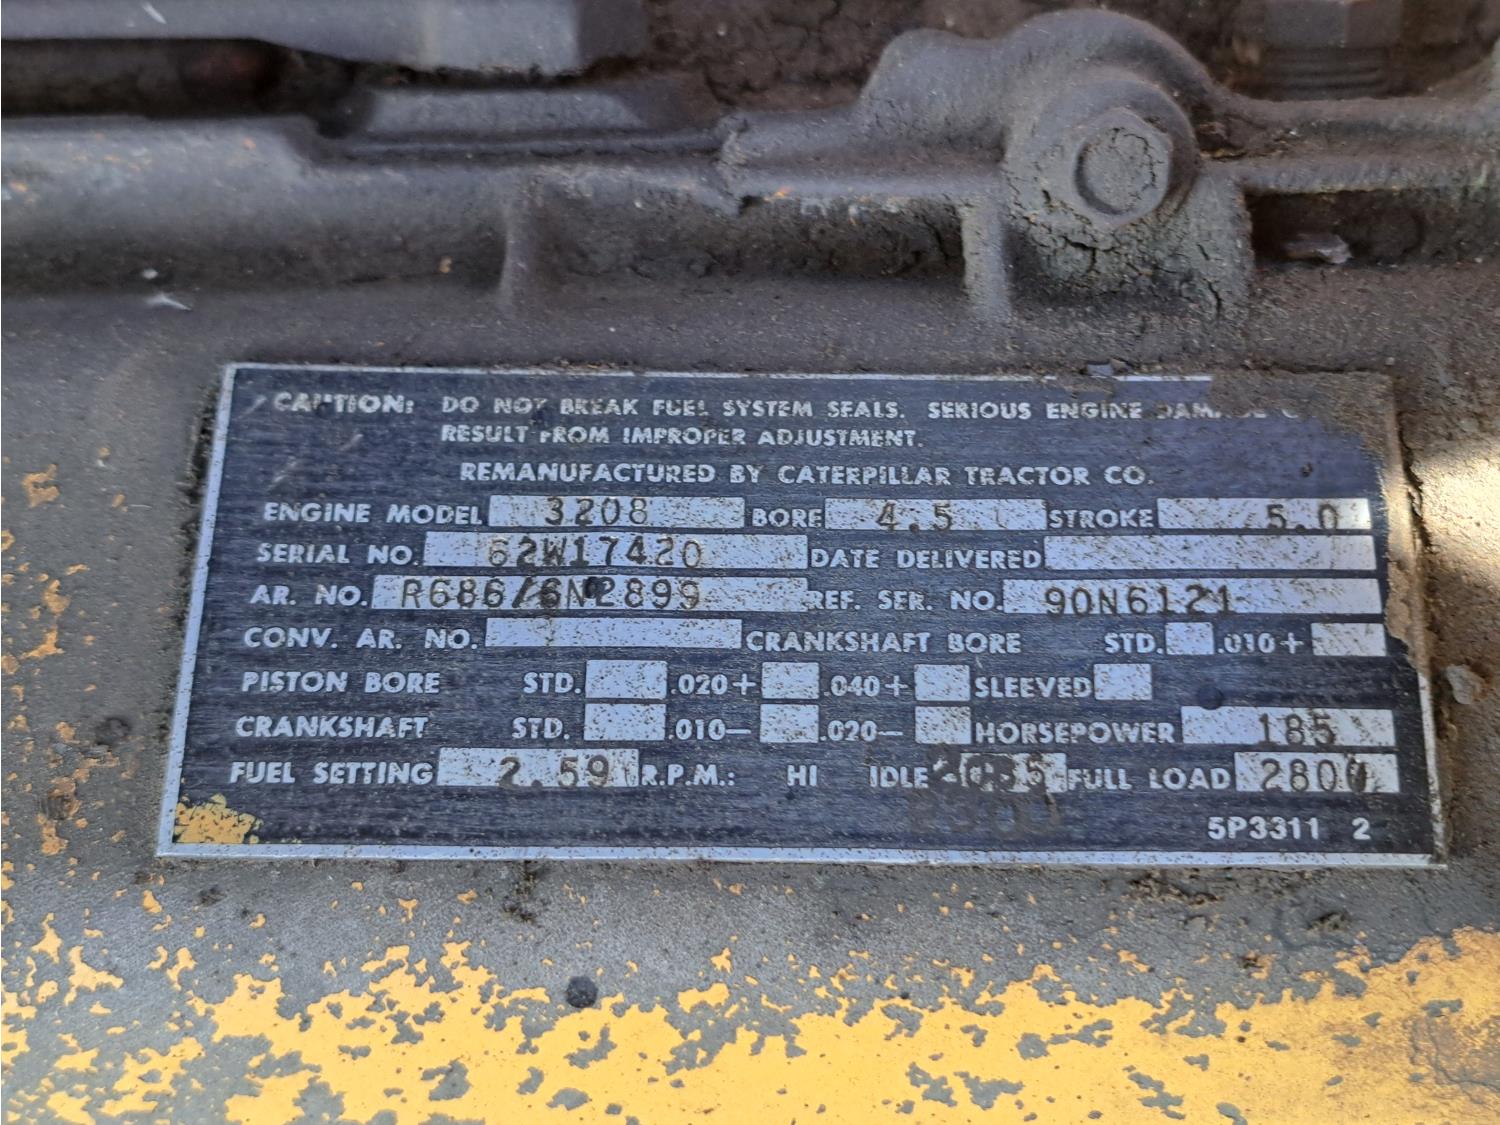 CAUTION: DO NOT BREAK FUEL SYSTEM SEALS. SERIOUS ENGINE
RESULT FROM IMPROPER ADJUSTMENT.
REMANUFACTURED BY CATERPILLAR TRACTOR CO.
ENGINE MODEL 3208 BORE 4.5 STROKE 5.0
SERIAL NO. 62W17420 DATE DELIVERED
AR. NO. R686/6N2899 REF. SER. NO. 90N6121
CONV. AR. NO. CRANKSHAFT BORE STD. .010+
PISTON BORE STD. .020+ .040+ SLEEVED
CRANKSHAFT STD. .010- .020- HORSEPOWER 185
FUEL SETTING 2.59 R.P.M.: HI IDLE FULL LOAD 2800
5P3311 2